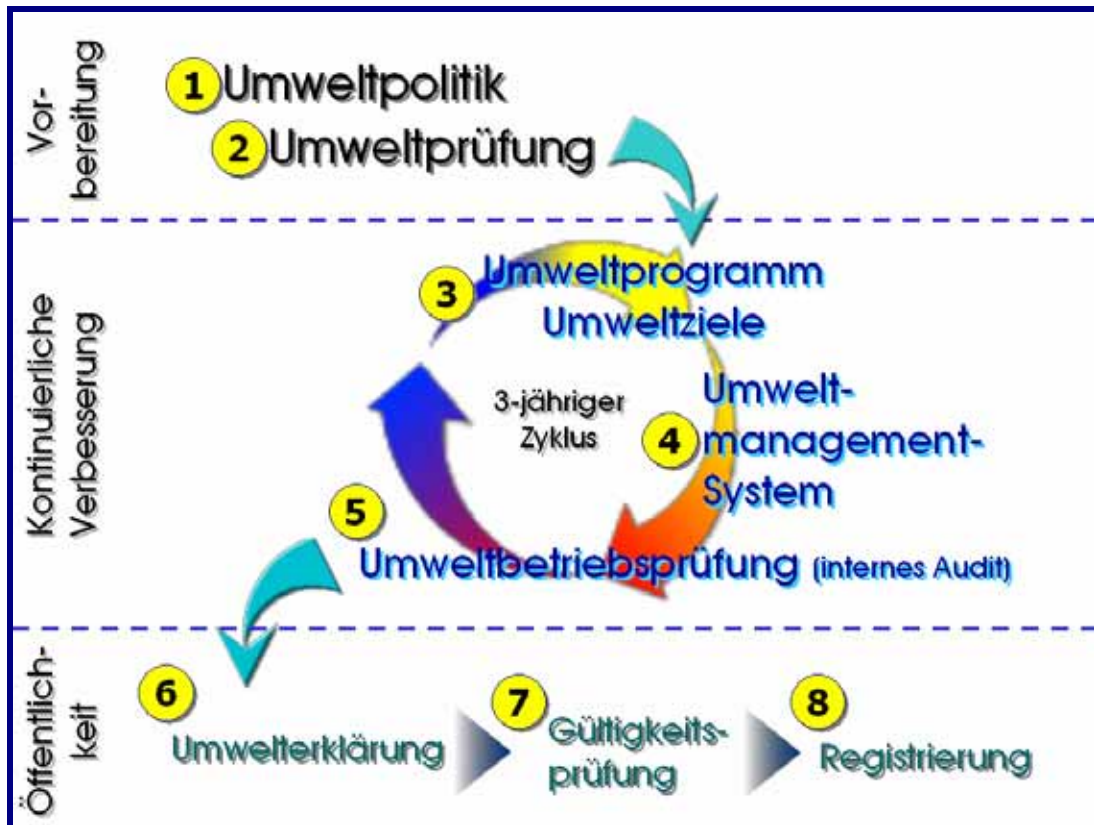 Vor-
bereitung
1 Umweltpolitik
2 Umweltprüfung
Kontinuierliche
Verbesserung
3 Umweltprogramm
Umweltziele
3-jähriger
Zyklus
4 Umwelt-
management-
System
5 Umweltbetriebsprüfung (internes Audit)
Öffentlich-
keit
6 Umwelterklärung
7 Gültigkeits-
prüfung
8 Registrierung